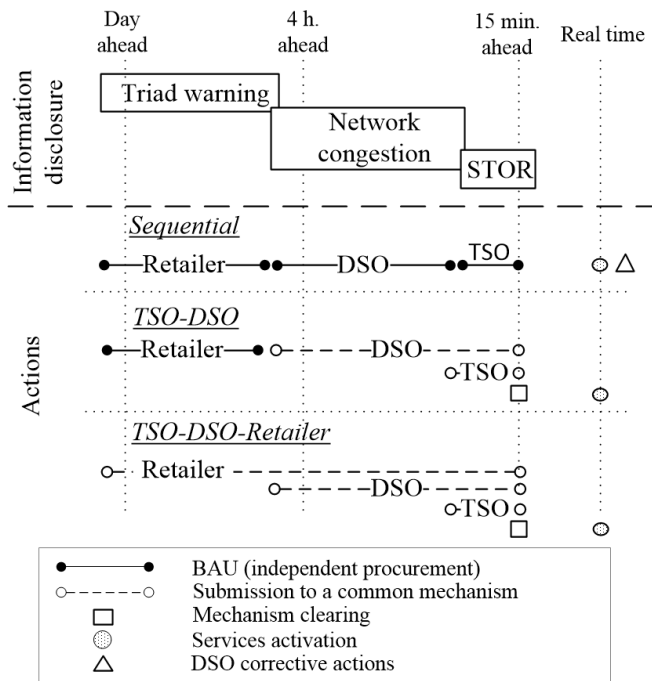 Day ahead
4 h. ahead
15 min. ahead
Real time
Information disclosure
Triad warning
Network congestion
STOR
Sequential
Retailer
DSO
TSO
Actions
TSO-DSO
Retailer
DSO
TSO
TSO-DSO-Retailer
Retailer
DSO
TSO
BAU (independent procurement)
Submission to a common mechanism
Mechanism clearing
Services activation
DSO corrective actions